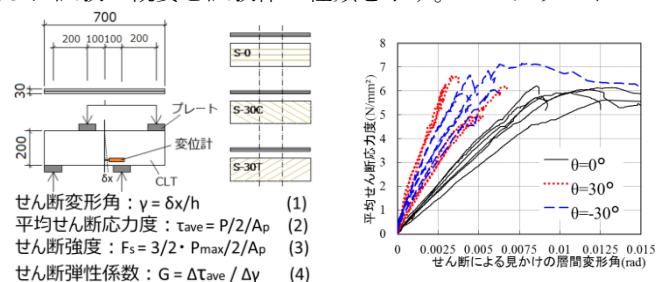 700
200 100100 200
30
200
プレート
変位計
CLT
δx
S-0
S-30C
S-30T
せん断変形角:γ=δx/h (1)
平均せん断応力度:τave=P/2/Ap (2)
せん断強度:Fs=3/2・Pmax/2/Ap (3)
せん断弾性係数:G=Δτave/Δγ (4)
平均せん断応力度(N/mm²)
8
7
6
5
4
3
2
1
0
θ=0°
θ=30°
θ=-30°
0 0.0025 0.005 0.0075 0.01 0.0125 0.015
せん断による見かけの層間変形角(rad)